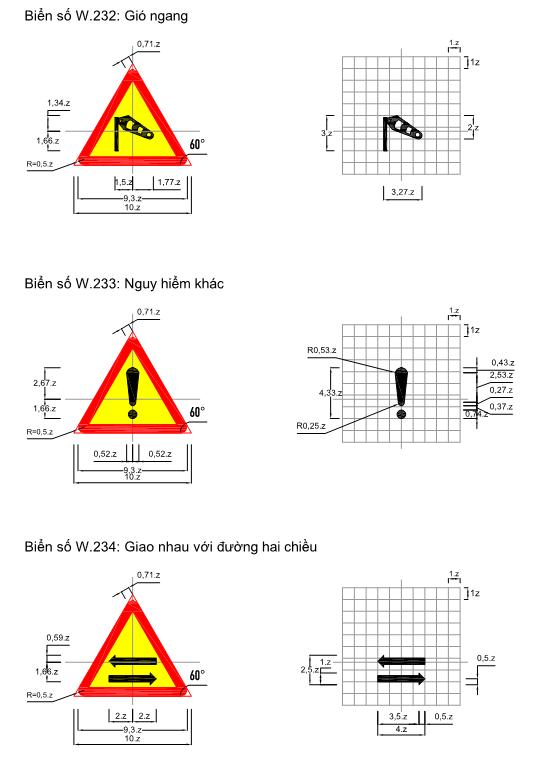 Biển số W.232: Gió ngang
0,71.z
1.z
1z
1,34.z
1,66.z
60°
R=0,5.z
1,5.z
1,77.z
9,3.z
10.z
3.z
2.z
3,27.z
Biển số W.233: Nguy hiểm khác
0,71.z
1.z
1z
2,67.z
1,66.z
60°
R=0,5.z
0,52.z
0,52.z
9,3.z
10.z
R0,53.z
4,33.z
R0,25.z
0,43.z
2,53.z
0,27.z
0,37.z
0,74.z
Biển số W.234: Giao nhau với đường hai chiều
0,71.z
1.z
1z
0,59.z
1,66.z
60°
R=0,5.z
2.z
2.z
9,3.z
10.z
1.z
2,5.z
0,5.z
3,5.z
0,5.z
4.z